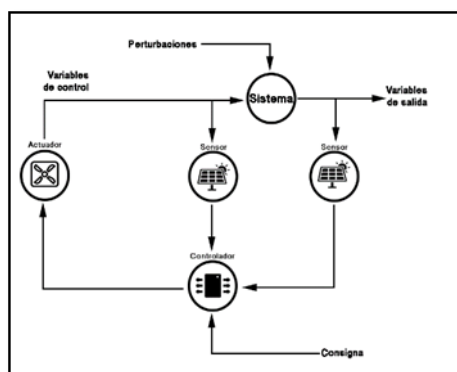 Perturbaciones
Variables
de control
Sistema
Variables
de salida
Actuador
Sensor
Sensor
Controlador
Consigna